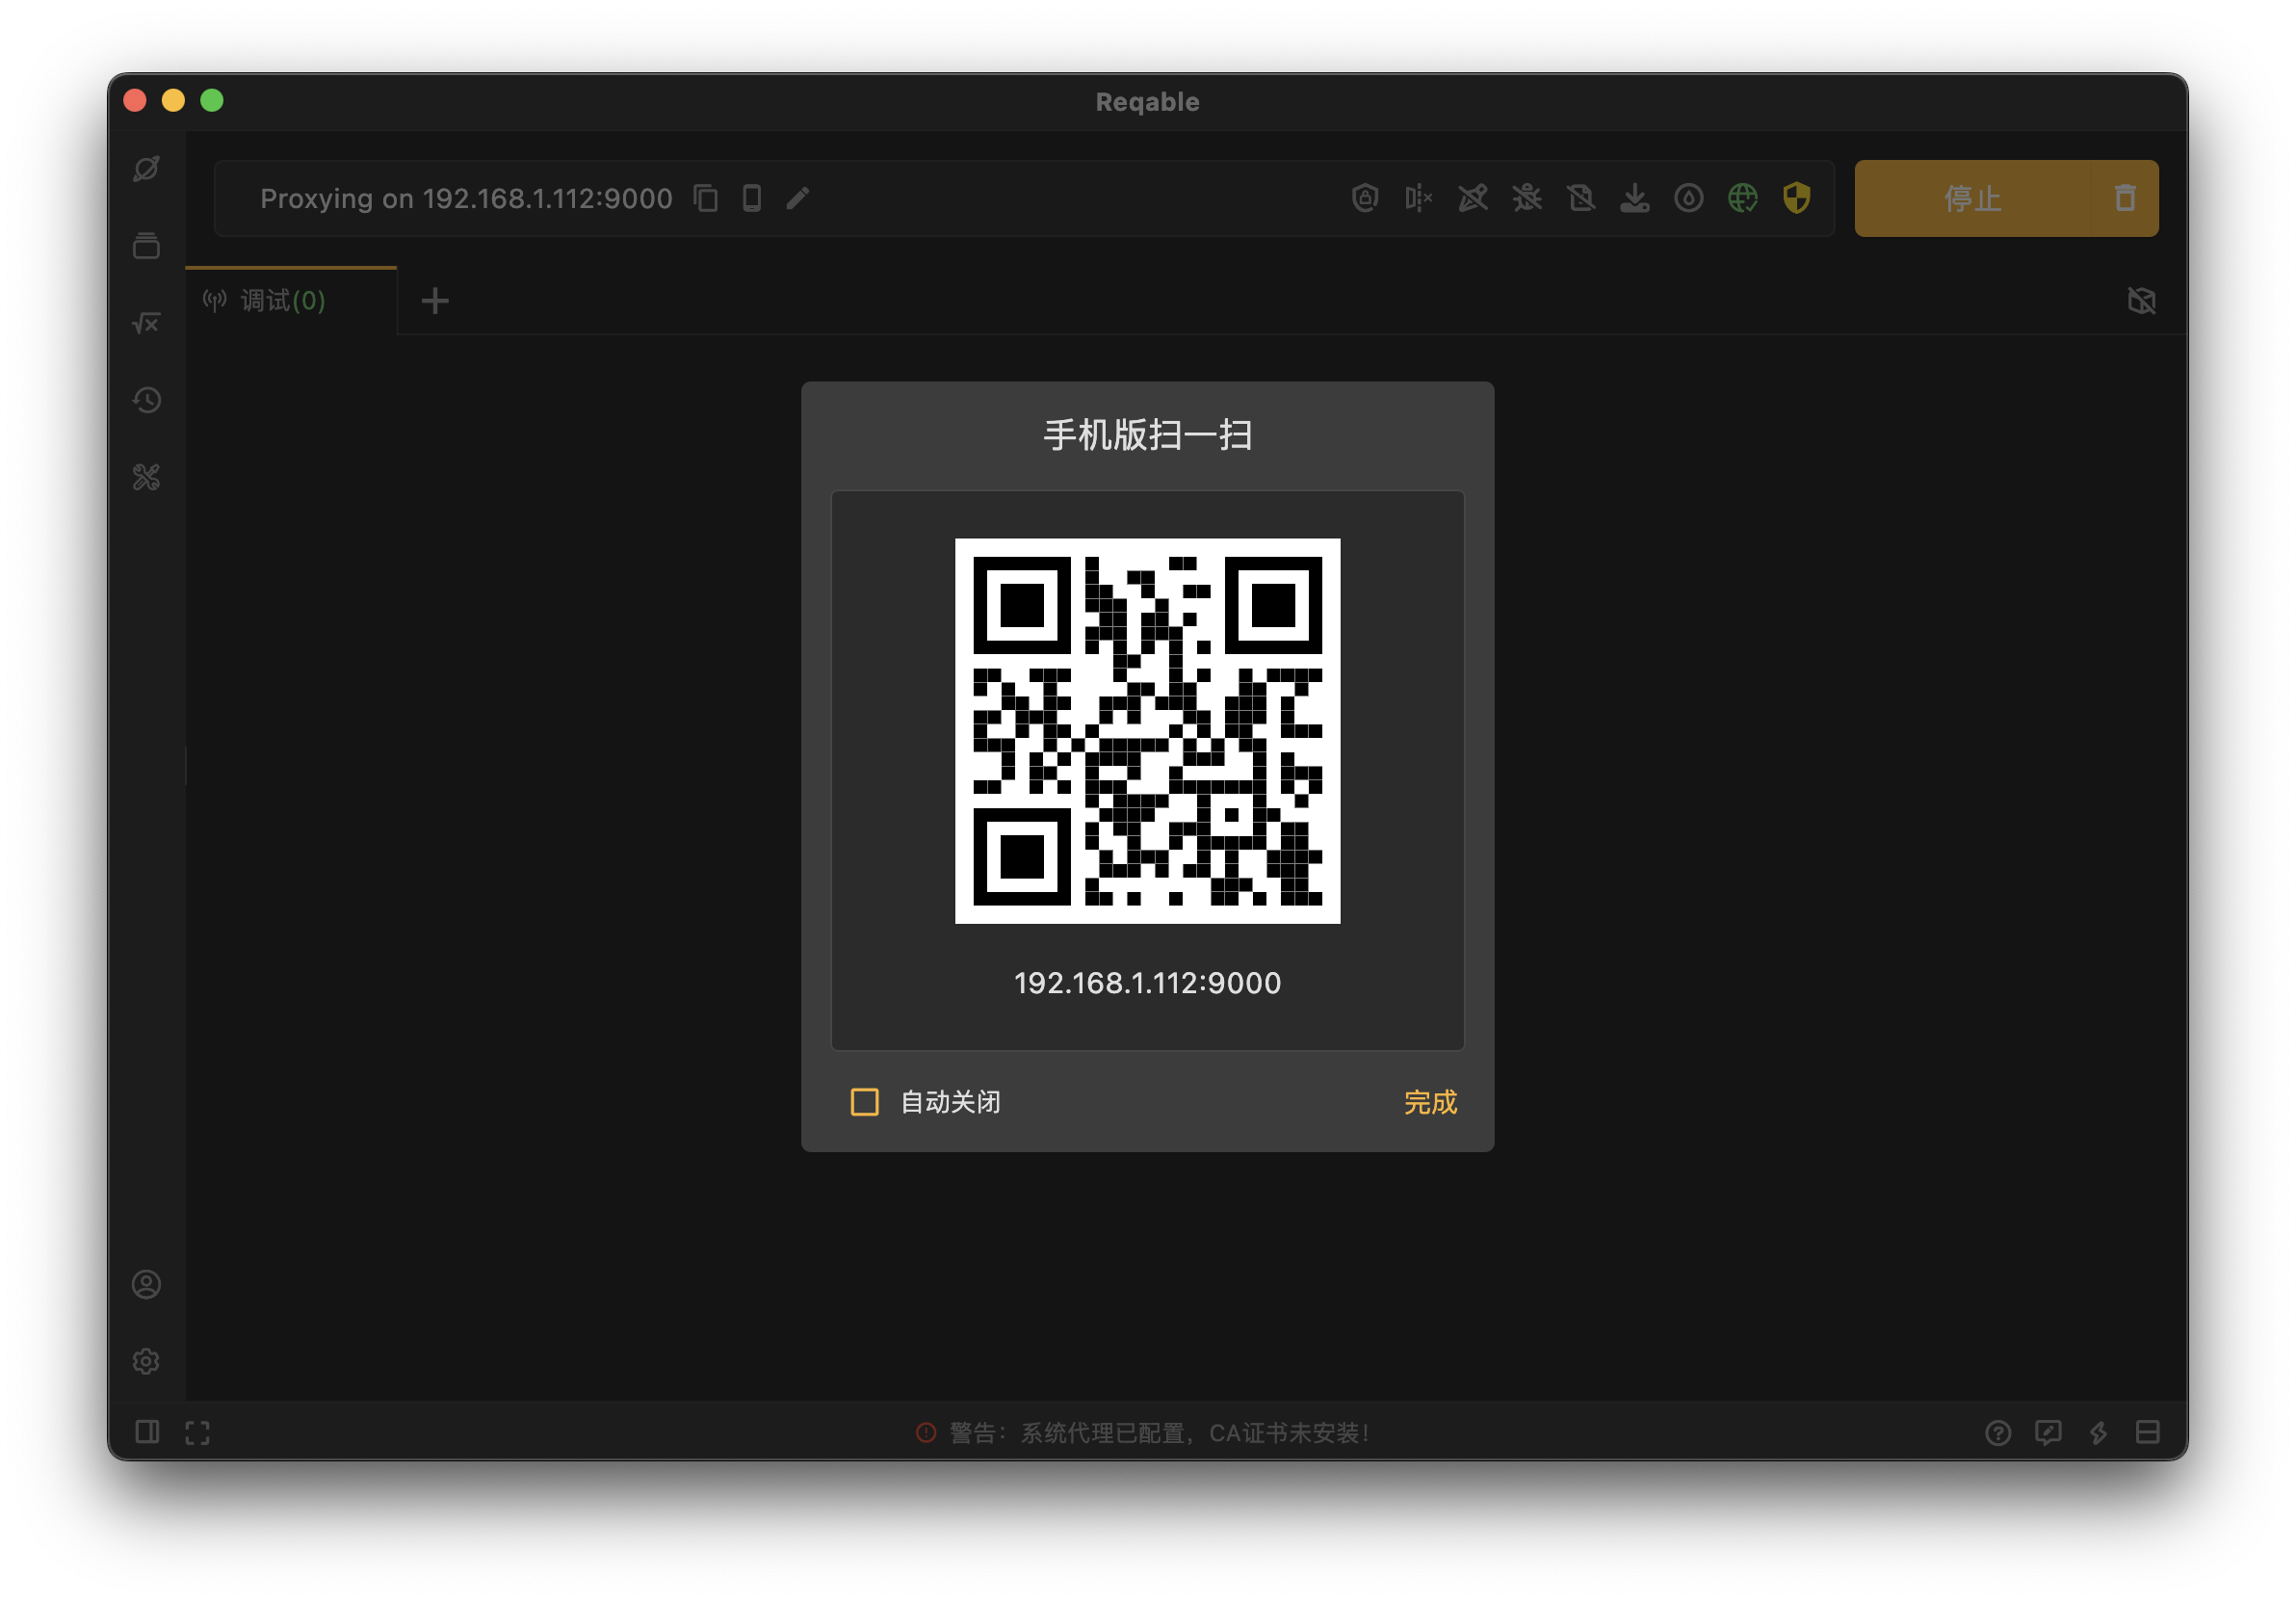 Reqable
Proxying on 192.168.1.112:9000
停止
调试(0)
手机版扫一扫
192.168.1.112:9000
自动关闭
完成
警告：系统代理已配置，CA证书未安装！